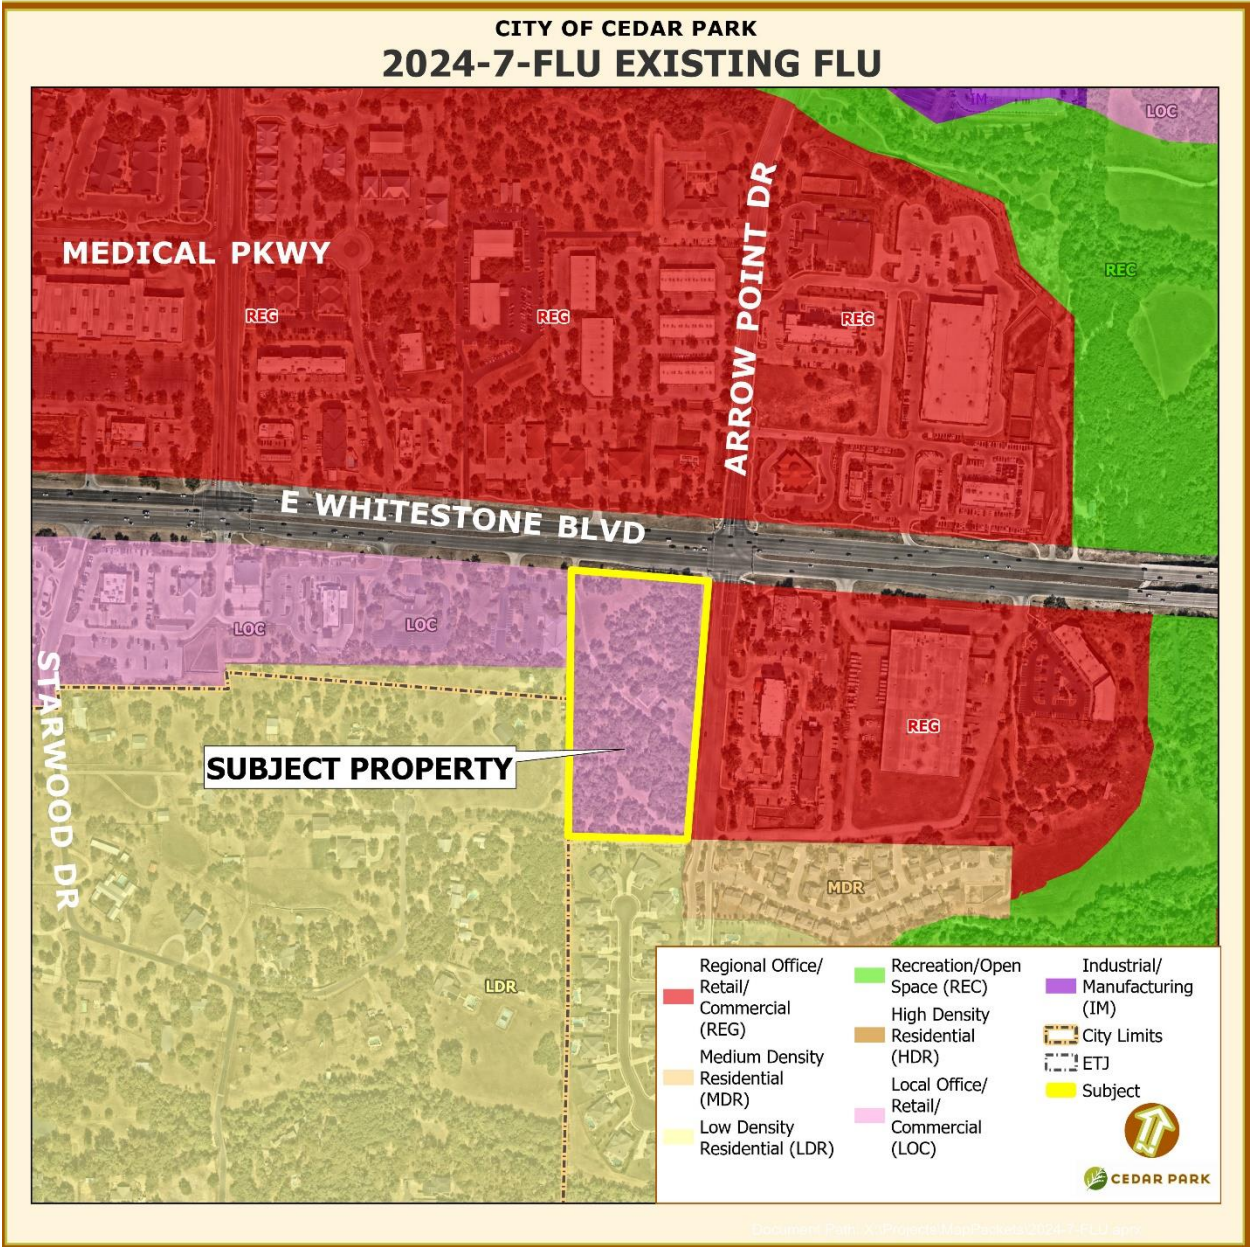 CITY OF CEDAR PARK
2024-7-FLU EXISTING FLU
IM
LOC
MEDICAL PKWY
ARROW POINT DR
REC
REG
REG
REG
E WHITESTONE BLVD
LOC
LOC
STARWOOD DR
SUBJECT PROPERTY
REG
MDR
LDR
Regional Office/
Retail/
Commercial
(REG)
Medium Density
Residential
(MDR)
Low Density
Residential (LDR)
Recreation/Open
Space (REC)
High Density
Residential
(HDR)
Local Office/
Retail/
Commercial
(LOC)
Industrial/
Manufacturing
(IM)
City Limits
ETJ
Subject
CEDAR PARK